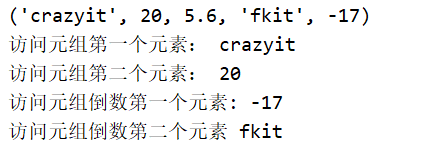 ('crazyit', 20, 5.6, 'fkit', -17)
访问元组第一个元素： crazyit
访问元组第二个元素： 20
访问元组倒数第一个元素: -17
访问元组倒数第二个元素 fkit